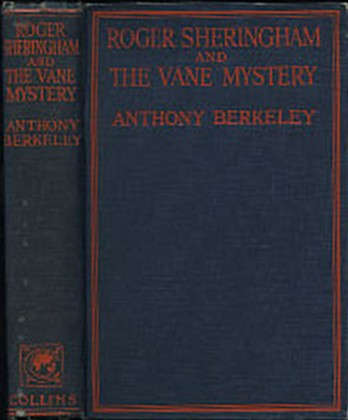 ROGER
SHERINGHAM
AND
THE VANE
MYSTERY
ANTHONY
BERKELEY
COLLINS
ROGER SHERINGHAM
AND
THE VANE MYSTERY
ANTHONY BERKELEY